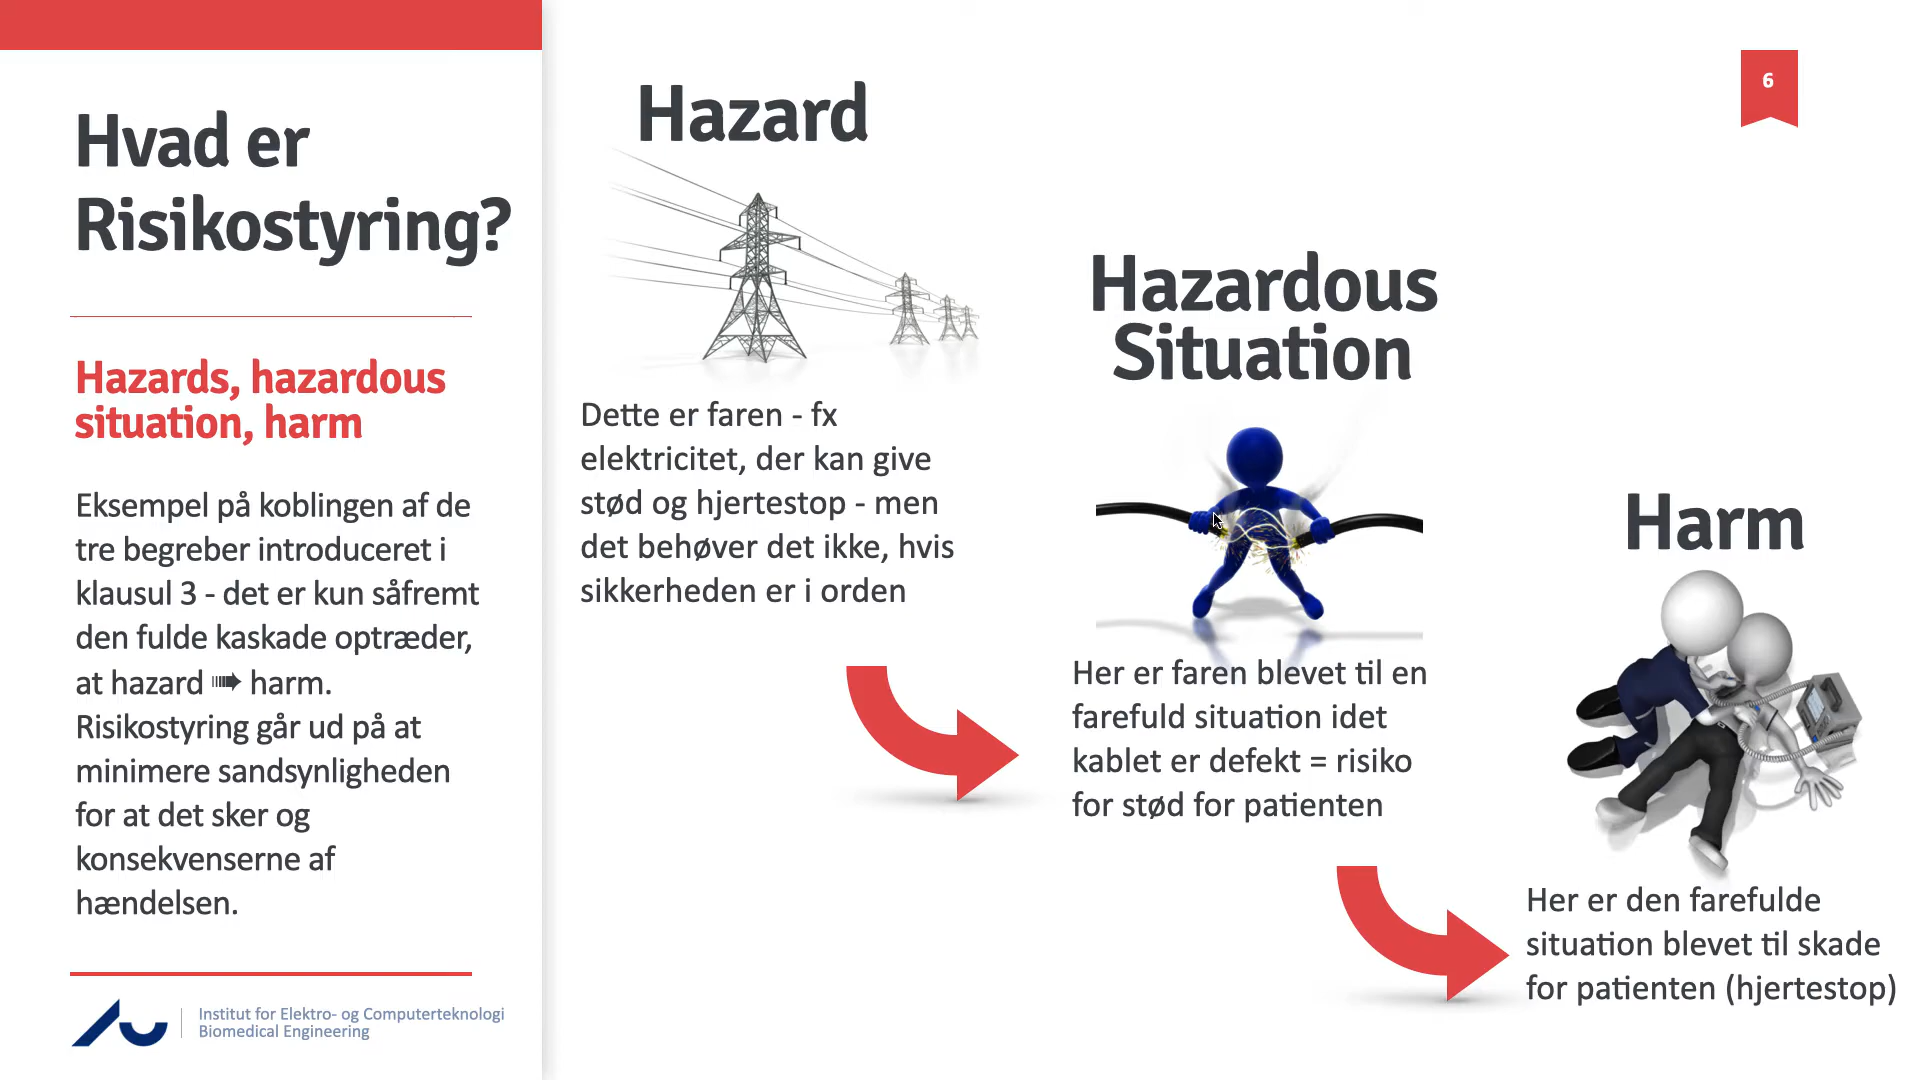 Hvad er
Risikostyring?
Hazards, hazardous
situation, harm
Eksempel på koblingen af de
tre begreber introduceret i
klausul 3 - det er kun såfremt
den fulde kaskade optræder,
at hazard ➠ harm.
Risikostyring går ud på at
minimere sandsynligheden
for at det sker og
konsekvenserne af
hændelsen.
Institut for Elektro- og Computerteknologi
Biomedical Engineering
Hazard
Dette er faren - fx
elektricitet, der kan give
stød og hjertestop - men
det behøver det ikke, hvis
sikkerheden er i orden
Hazardous
Situation
Her er faren blevet til en
farefuld situation idet
kablet er defekt = risiko
for stød for patienten
Harm
Her er den farefulde
situation blevet til skade
for patienten (hjertestop)
6